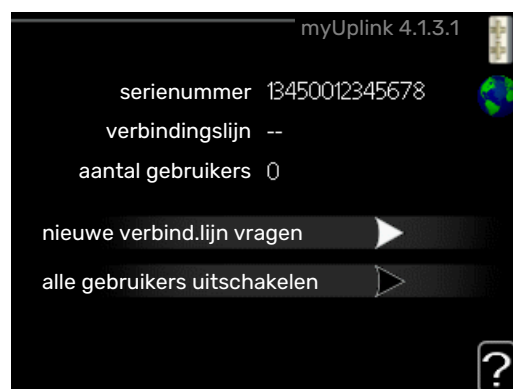 myUplink 4.1.3.1
serienummer 13450012345678
verbindingslijn --
aantal gebruikers 0
nieuwe verbind.lijn vragen
alle gebruikers uitschakelen
?